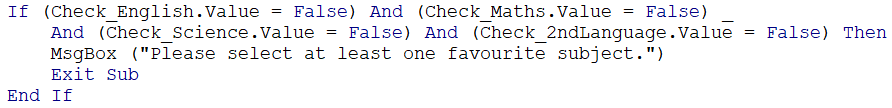 If (Check_English.Value = False) And (Check_Maths.Value = False) _
And (Check_Science.Value = False) And (Check_2ndLanguage.Value = False) Then
MsgBox ("Please select at least one favourite subject.")
Exit Sub
End If